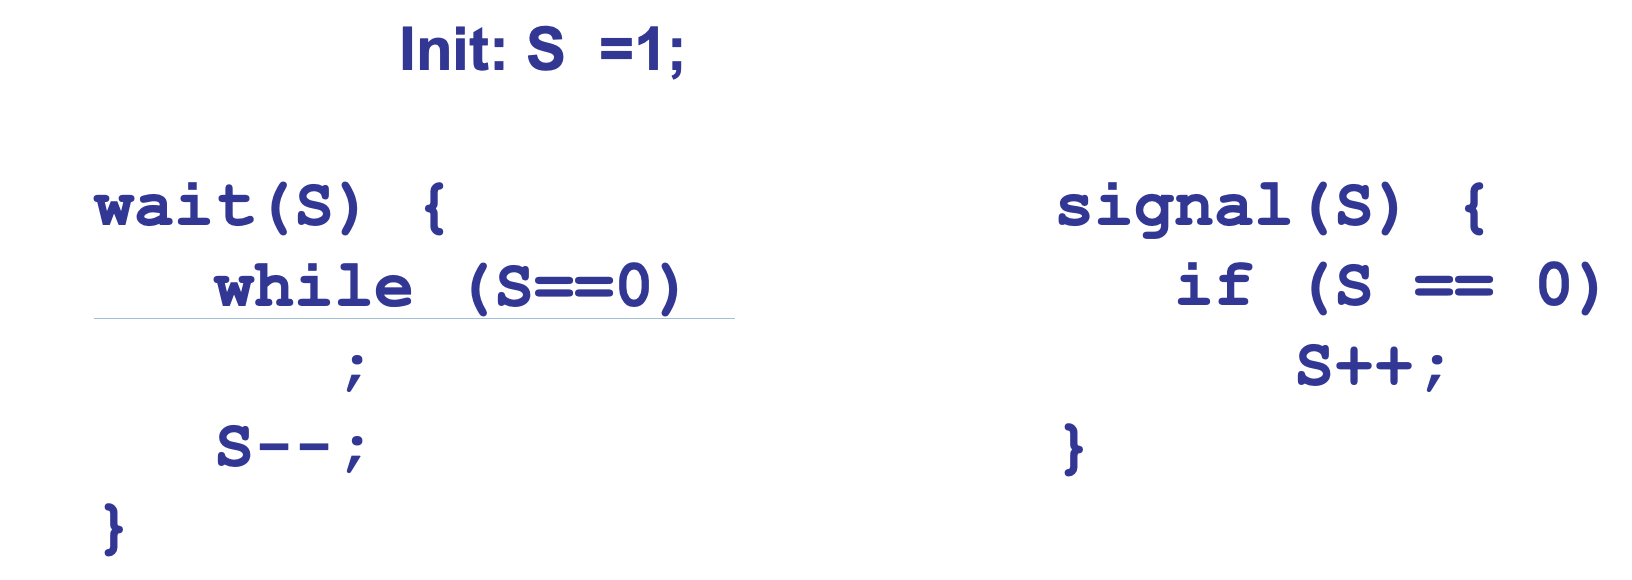 Init: S  =1;
wait(S) {
   while (S==0)
      ;
   S--;
}
signal(S) {
   if (S == 0)
      S++;
}